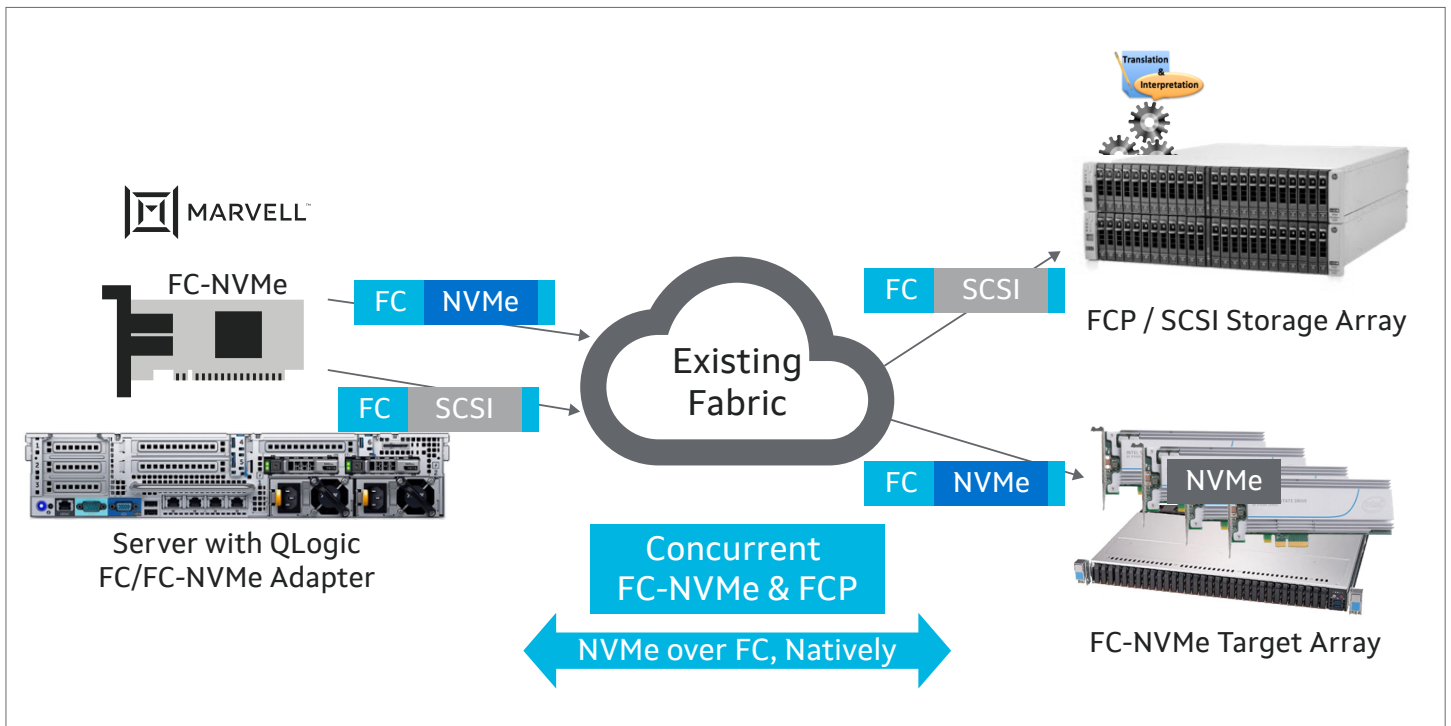 Translation
&
Interpretation
MARVELL™
FC-NVMe
FC NVMe
FC SCSI
FC SCSI
FCP / SCSI Storage Array
Existing
Fabric
FC NVMe
NVMe
Server with QLogic
FC/FC-NVMe Adapter
Concurrent
FC-NVMe & FCP
NVMe over FC, Natively
FC-NVMe Target Array